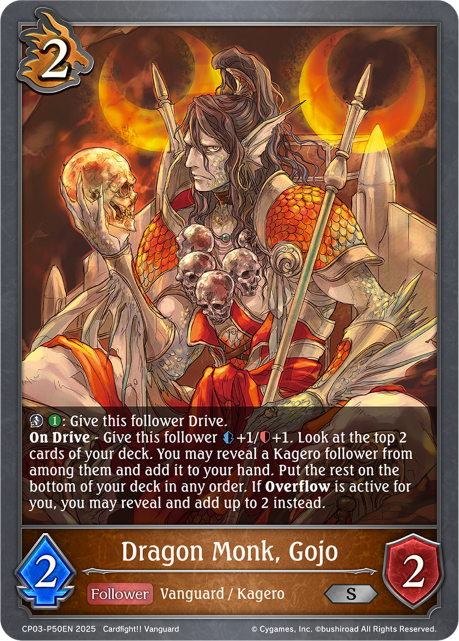 2
1 : Give this follower Drive.
On Drive - Give this follower +1/ +1. Look at the top 2
cards of your deck. You may reveal a Kagero follower from
among them and add it to your hand. Put the rest on the
bottom of your deck in any order. If Overflow is active for
you, you may reveal and add up to 2 instead.
Dragon Monk, Gojo
2
Follower
Vanguard / Kagero
S
2
CP03-P50EN 2025 Cardfight!! Vanguard
© Cygames, Inc. ©bushiroad All Rights Reserved.